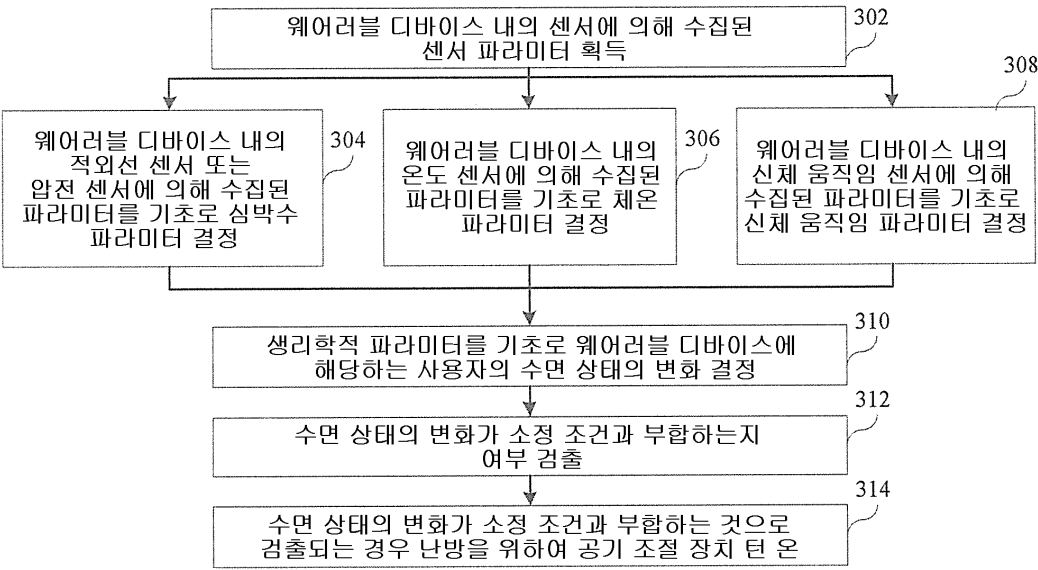 웨어러블 디바이스 내의 센서에 의해 수집된
센서 파라미터 획득
302
웨어러블 디바이스 내의
적외선 센서 또는
압전 센서에 의해 수집된
파라미터를 기초로 심박수
파라미터 결정
304
웨어러블 디바이스 내의
온도 센서에 의해 수집된
파라미터를 기초로 체온
파라미터 결정
306
웨어러블 디바이스 내의
신체 움직임 센서에 의해
수집된 파라미터를 기초로
신체 움직임 파라미터 결정
308
생리학적 파라미터를 기초로 웨어러블 디바이스에
해당하는 사용자의 수면 상태의 변화 결정
310
수면 상태의 변화가 소정 조건과 부합하는지
여부 검출
312
수면 상태의 변화가 소정 조건과 부합하는 것으로
검출되는 경우 난방을 위하여 공기 조절 장치 턴 온
314